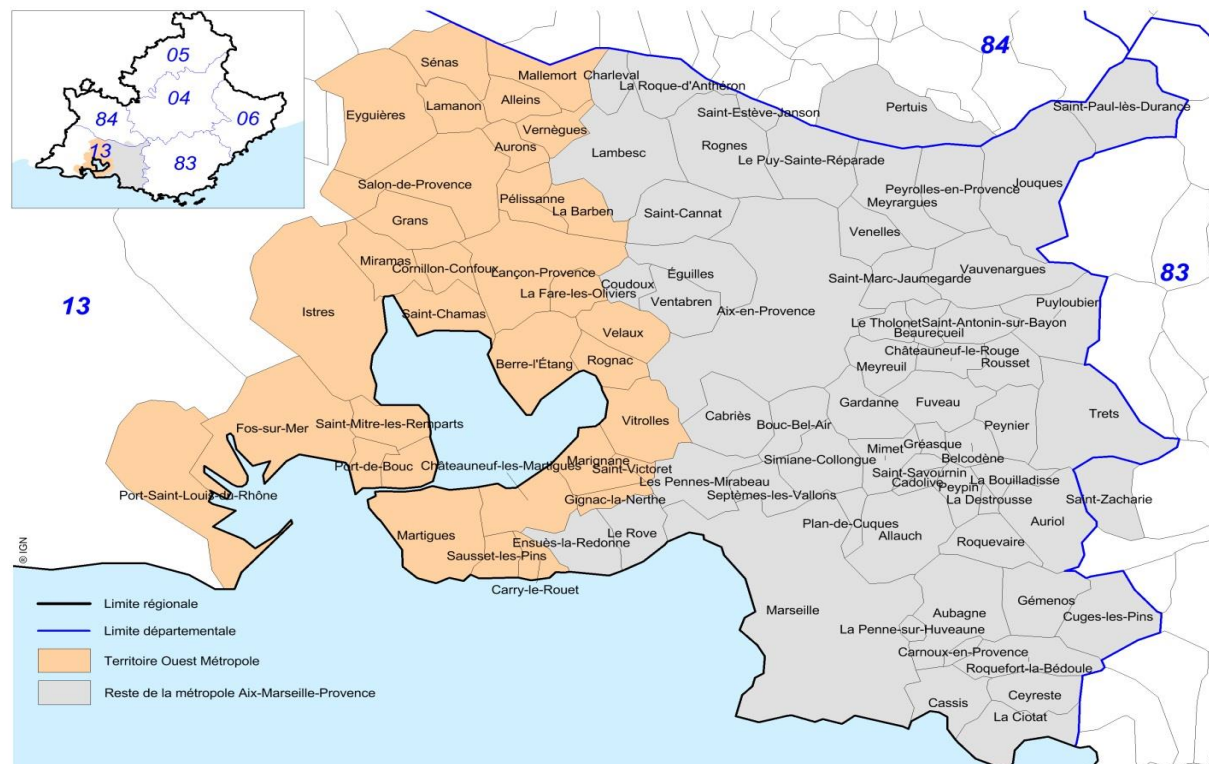 05
04
84
06
13
83
84
83
13
Sénas
Mallemort
Charleval
La Roque-d'Anthéron
Lamanon
Alleins
Eyguières
Vernègues
Aurons
Saint-Estève-Janson
Pertuis
Saint-Paul-lès-Durance
Rognes
Lambesc
Le Puy-Sainte-Réparade
Salon-de-Provence
Pélissanne
La Barben
Peyrolles-en-Provence
Jouques
Meyrargues
Grans
Saint-Cannat
Venelles
Miramas
Cornillon-Confoux
Lançon-Provence
Coudoux
Éguilles
Saint-Marc-Jaumegarde
Vauvenargues
La Fare-les-Oliviers
Ventabren
Aix-en-Provence
Puyloubier
Istres
Saint-Chamas
Le Tholonet
Saint-Antonin-sur-Bayon
Beaurecueil
Velaux
Berre-l'Étang
Rognac
Châteauneuf-le-Rouge
Meyreuil
Rousset
Gardanne
Fuveau
Trets
Fos-sur-Mer
Saint-Mitre-les-Remparts
Vitrolles
Cabriès
Bouc-Bel-Air
Peynier
Port-de-Bouc
Châteauneuf-les-Martigues
Marignane
Saint-Victoret
Simiane-Collongue
Mimet
Gréasque
Belcodène
Port-Saint-Louis-du-Rhône
Gignac-la-Nerthe
Les Pennes-Mirabeau
Septèmes-les-Vallons
Saint-Savournin
Cadolive
Peypin
La Bouilladisse
La Destrousse
Saint-Zacharie
Martigues
Sausset-les-Pins
Ensuès-la-Redonne
Le Rove
Plan-de-Cuques
Allauch
Roquevaire
Auriol
Carry-le-Rouet
Marseille
Aubagne
Gémenos
Cuges-les-Pins
La Penne-sur-Huveaune
Carnoux-en-Provence
Roquefort-la-Bédoule
Cassis
Ceyreste
La Ciotat
® IGN
Limite régionale
Limite départementale
Territoire Ouest Métropole
Reste de la métropole Aix-Marseille-Provence